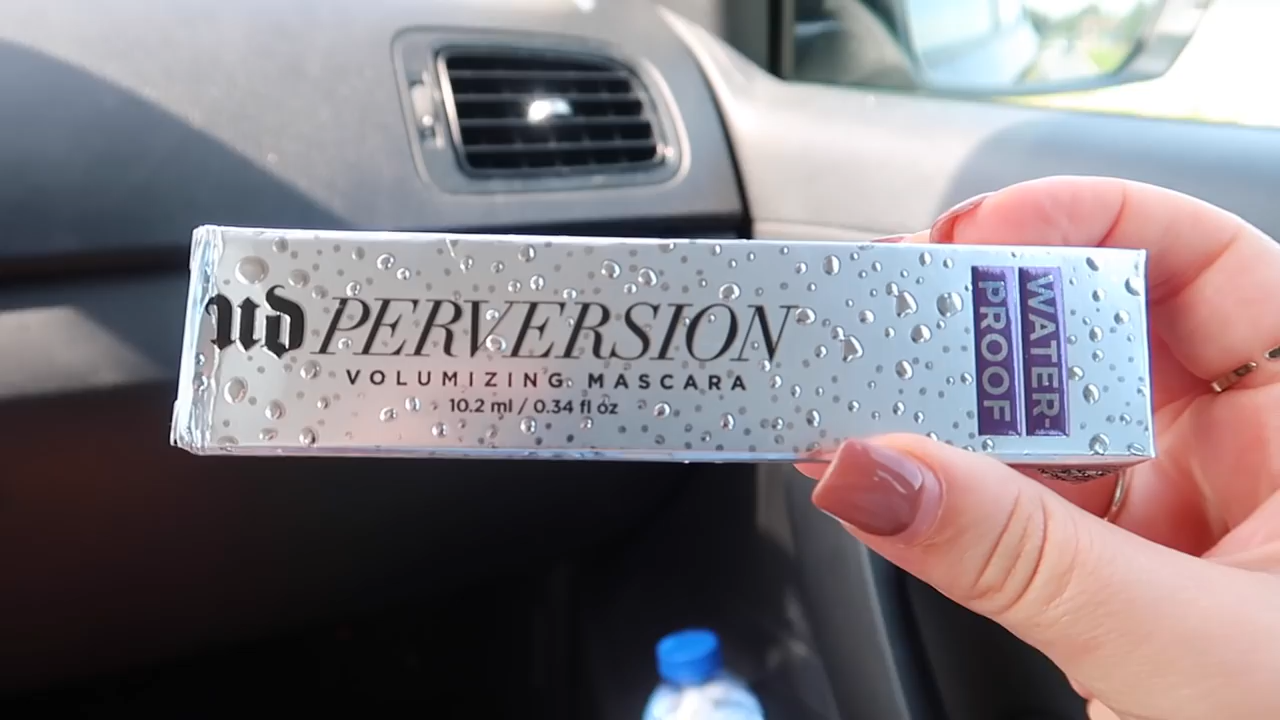 ud PERVERSION
VOLUMIZING MASCARA
10.2 ml / 0.34 fl oz
WATER-
PROOF